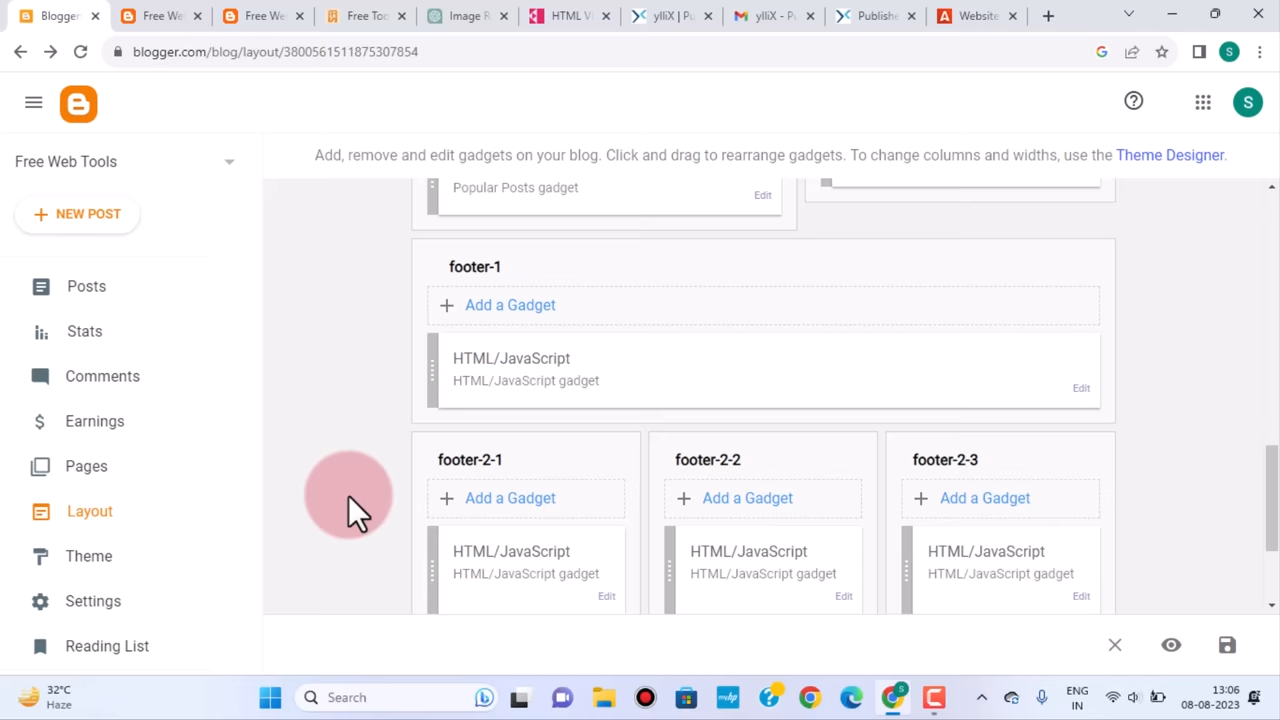 Blogger
Free We
Free We
Free Too
Image R
HTML V
ylliX | Pu
ylliX - Pu
Publishe
Website
blogger.com/blog/layout/3800561511875307854
S
S
Free Web Tools
Add, remove and edit gadgets on your blog. Click and drag to rearrange gadgets. To change columns and widths, use the Theme Designer.
NEW POST
Popular Posts gadget
Edit
footer-1
Add a Gadget
HTML/JavaScript
HTML/JavaScript gadget
Edit
footer-2-1
Add a Gadget
HTML/JavaScript
HTML/JavaScript gadget
Edit
footer-2-2
Add a Gadget
HTML/JavaScript
HTML/JavaScript gadget
Edit
footer-2-3
Add a Gadget
HTML/JavaScript
HTML/JavaScript gadget
Edit
Posts
Stats
Comments
Earnings
Pages
Layout
Theme
Settings
Reading List
32°C
Haze
Search
ENG
IN
13:06
08-08-2023